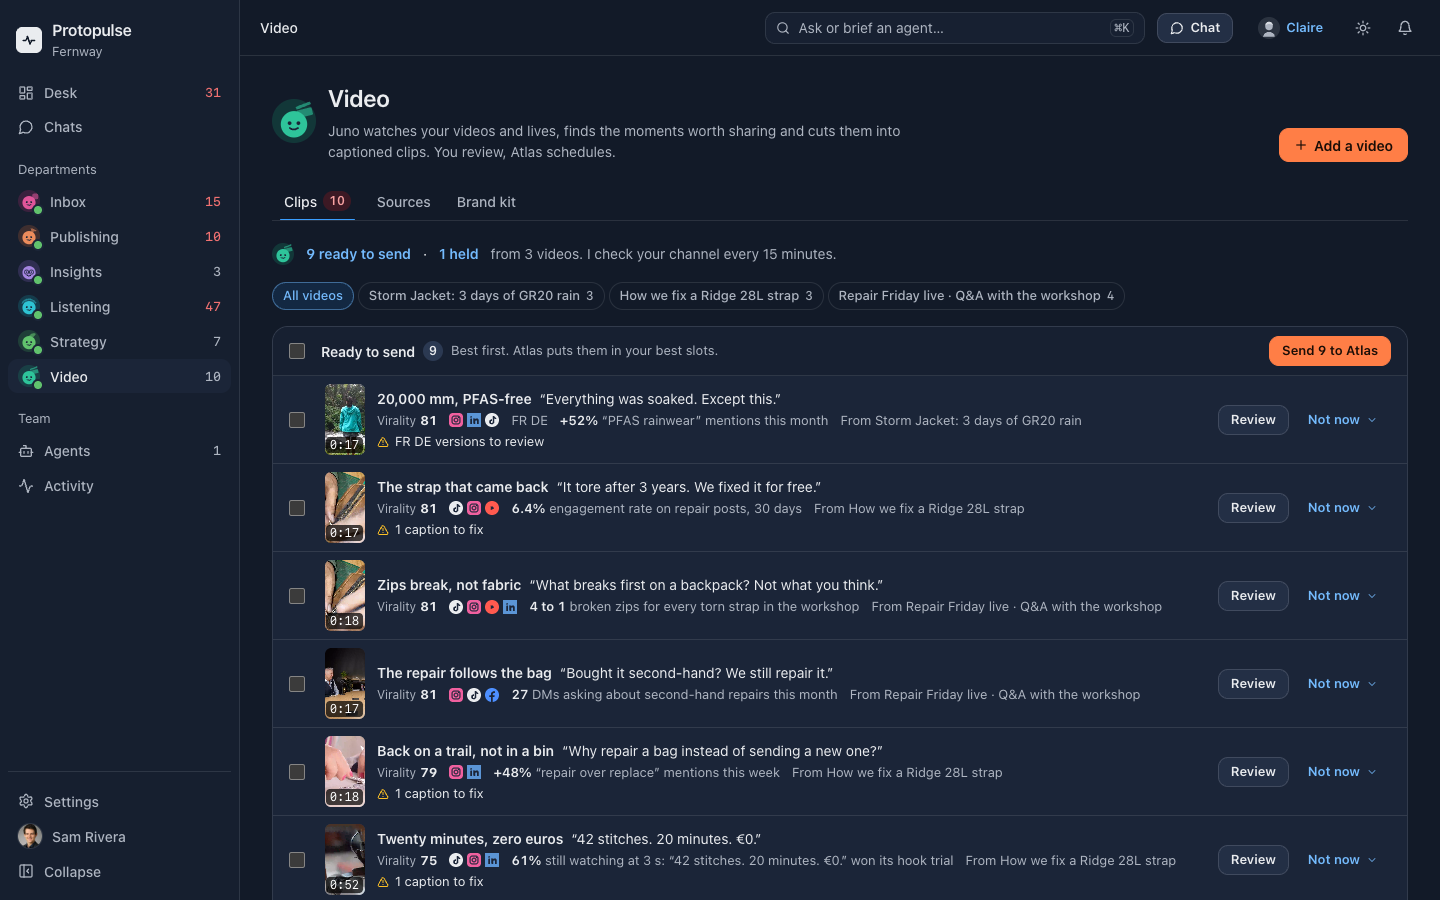 Protopulse
Fernway
Desk 31
Chats
Departments
Inbox 15
Publishing 10
Insights 3
Listening 47
Strategy 7
Video 10
Team
Agents 1
Activity
Settings
Sam Rivera
Collapse
Video
Ask or brief an agent… ⌘K
Chat
Claire
Video
Juno watches your videos and lives, finds the moments worth sharing and cuts them into
captioned clips. You review, Atlas schedules.
+ Add a video
Clips 10 Sources Brand kit
9 ready to send · 1 held from 3 videos. I check your channel every 15 minutes.
All videos Storm Jacket: 3 days of GR20 rain 3 How we fix a Ridge 28L strap 3 Repair Friday live · Q&A with the workshop 4
Ready to send 9 Best first. Atlas puts them in your best slots. Send 9 to Atlas
20,000 mm, PFAS-free “Everything was soaked. Except this.”
Virality 81 FR DE +52% “PFAS rainwear” mentions this month From Storm Jacket: 3 days of GR20 rain
FR DE versions to review
0:17
Review Not now
The strap that came back “It tore after 3 years. We fixed it for free.”
Virality 81 6.4% engagement rate on repair posts, 30 days From How we fix a Ridge 28L strap
1 caption to fix
0:17
Review Not now
Zips break, not fabric “What breaks first on a backpack? Not what you think.”
Virality 81 4 to 1 broken zips for every torn strap in the workshop From Repair Friday live · Q&A with the workshop
0:18
Review Not now
The repair follows the bag “Bought it second-hand? We still repair it.”
Virality 81 27 DMs asking about second-hand repairs this month From Repair Friday live · Q&A with the workshop
0:17
Review Not now
Back on a trail, not in a bin “Why repair a bag instead of sending a new one?”
Virality 79 +48% “repair over replace” mentions this week From How we fix a Ridge 28L strap
1 caption to fix
0:18
Review Not now
Twenty minutes, zero euros “42 stitches. 20 minutes. €0.”
Virality 75 61% still watching at 3 s: “42 stitches. 20 minutes. €0.” won its hook trial From How we fix a Ridge 28L strap
1 caption to fix
0:52
Review Not now